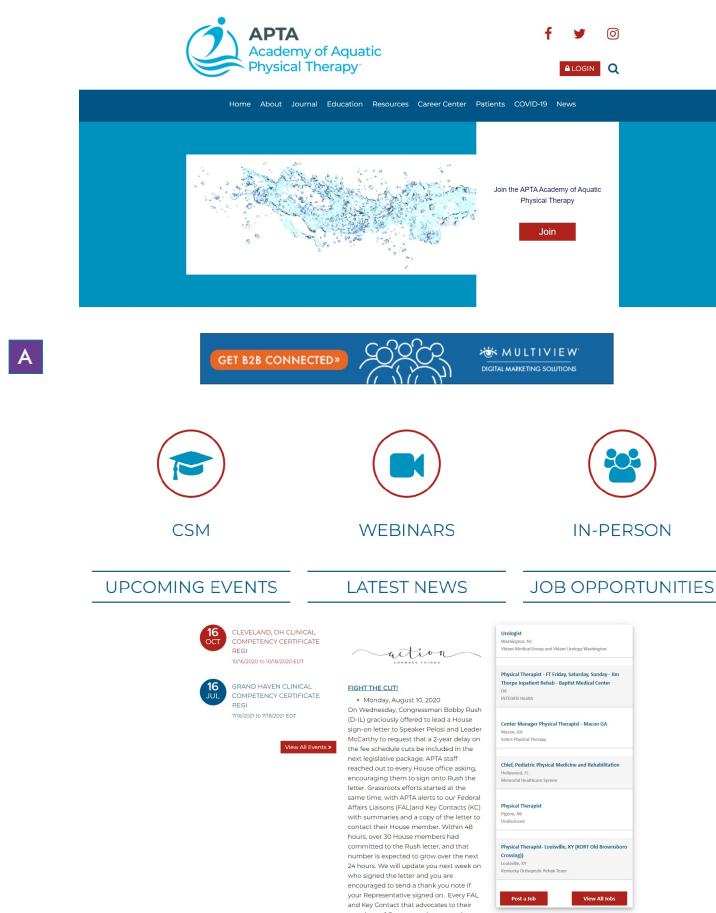 APTA
Academy of Aquatic
Physical Therapy
LOGIN
Home About Journal Education Resources Career Center Patients COVID-19 News
Join the APTA Academy of Aquatic
Physical Therapy
Join
A
GET B2B CONNECTED»
MULTIVIEW
DIGITAL MARKETING SOLUTIONS
CSM
WEBINARS
IN-PERSON
UPCOMING EVENTS
LATEST NEWS
JOB OPPORTUNITIES
16
OCT
CLEVELAND, OH CLINICAL
COMPETENCY CERTIFICATE
REGI
10/16/2020 to 10/18/2020 EDT
16
JUL
GRAND HAVEN CLINICAL
COMPETENCY CERTIFICATE
REGI
7/16/2021 to 7/18/2021 EDT
View All Events
action
CHANGES THINGS
FIGHT THE CUT!
Monday, August 10, 2020
On Wednesday, Congressman Bobby Rush
(D-IL) graciously offered to lead a House
sign-on letter to Speaker Pelosi and Leader
McCarthy to request that a 2-year delay on
the fee schedule cuts be included in the
next legislative package. APTA staff
reached out to every House office asking,
encouraging them to sign onto Rush the
letter. Grassroots efforts started at the
same time, with APTA alerts to our Federal
Affairs Liaisons (FAL)and Key Contacts (KC)
with summaries and a copy of the letter to
contact their House member. Within 48
hours, over 30 House members had
committed to the Rush letter, and that
number is expected to grow over the next
24 hours. We will update you next week on
who signed the letter and you are
encouraged to send a thank you note if
your Representative signed on. Every FAL
and Key Contact that advocates to their
Urologist
Washington, NC
Vidant Medical Group and Vidant Urology Washington
Physical Therapist - FT Friday, Saturday, Sunday - Jim
Thorpe Inpatient Rehab - Baptist Medical Center
OK
INTEGRIS Health
Center Manager Physical Therapist - Macon GA
Macon, GA
Select Physical Therapy
Chief, Pediatric Physical Medicine and Rehabilitation
Hollywood, FL
Memorial Healthcare System
Physical Therapist
Pigeon, MI
Undisclosed
Physical Therapist- Louisville, KY (KORT Old Brownsboro
Crossing))
Louisville, KY
Kentucky Orthopedic Rehab Team
Post a Job
View All Jobs